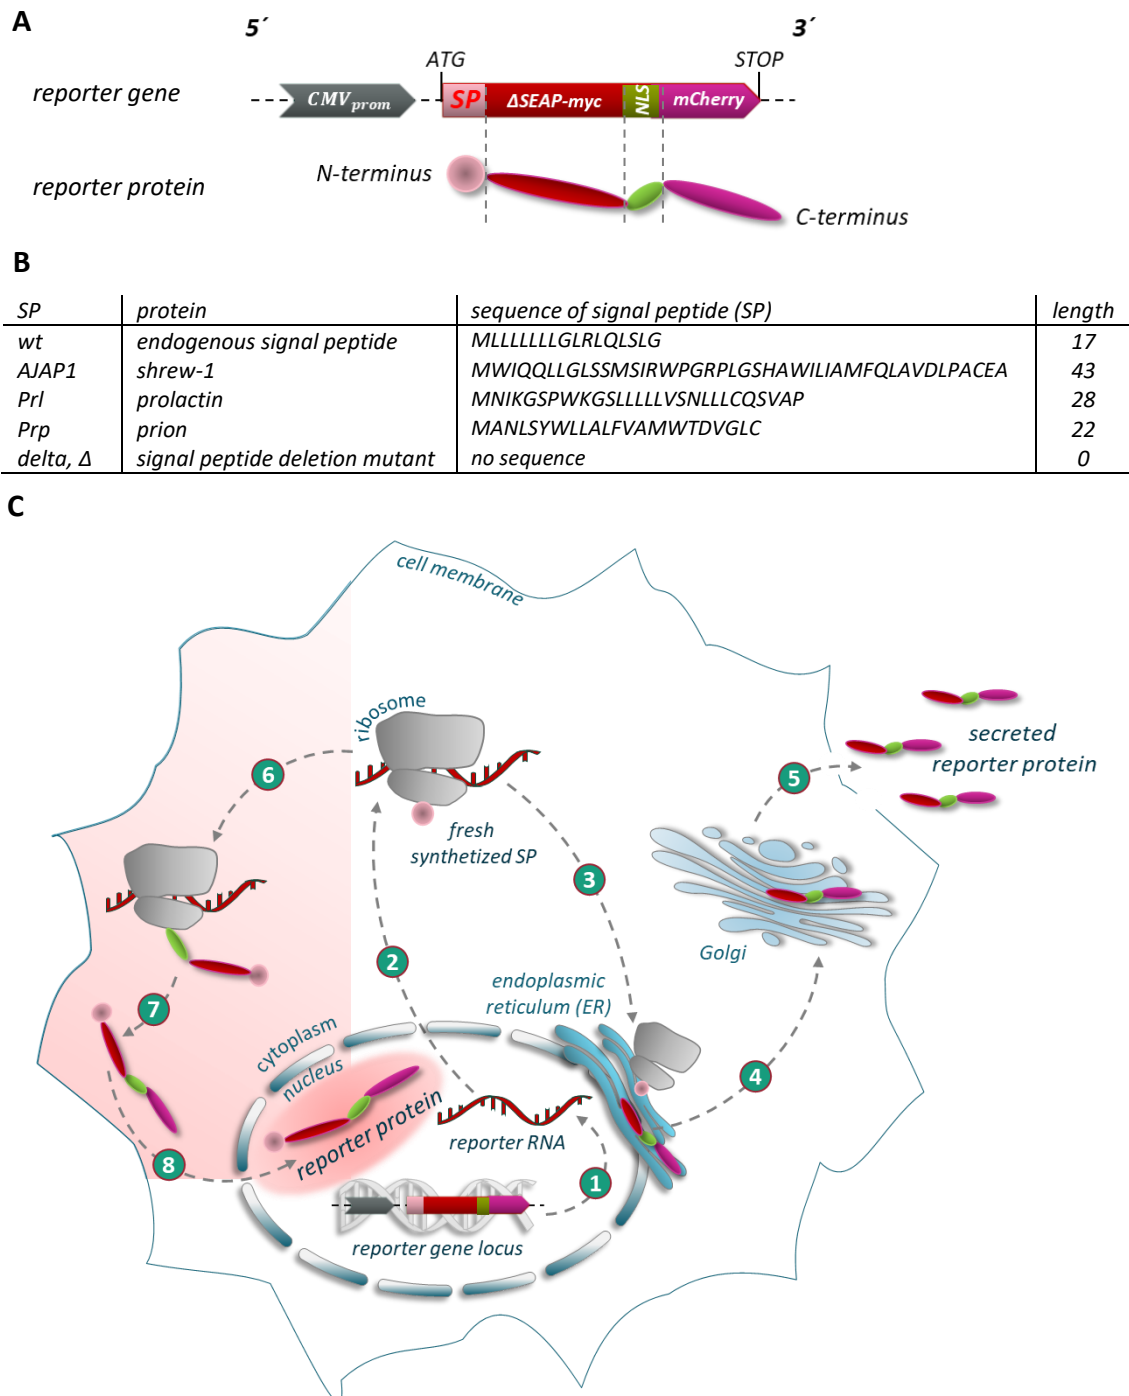 A
5´ 3´
ATG STOP
reporter gene CMVprom SP ΔSEAP-myc NLS mCherry
N-terminus
reporter protein
C-terminus
B
SP protein sequence of signal peptide (SP) length
wt endogenous signal peptide MLLLLLLLGLRLQLSLG 17
AJAP1 shrew-1 MWIQQLLGLSSMSIRWPGRPLGSHAWILIAMFQLAVDLPACEA 43
Prl prolactin MNIKGSPWKGSLLLLLVSNLLLCQSVAP 28
Prp prion MANLSYWLLALFVAMWTDVGLC 22
delta, Δ signal peptide deletion mutant no sequence 0
C
cell membrane
ribosome
secreted
reporter protein
6
5
fresh
synthetized SP
3
Golgi
2
endoplasmic
reticulum (ER)
7
cytoplasm
nucleus
4
reporter protein
reporter RNA
8
1
reporter gene locus